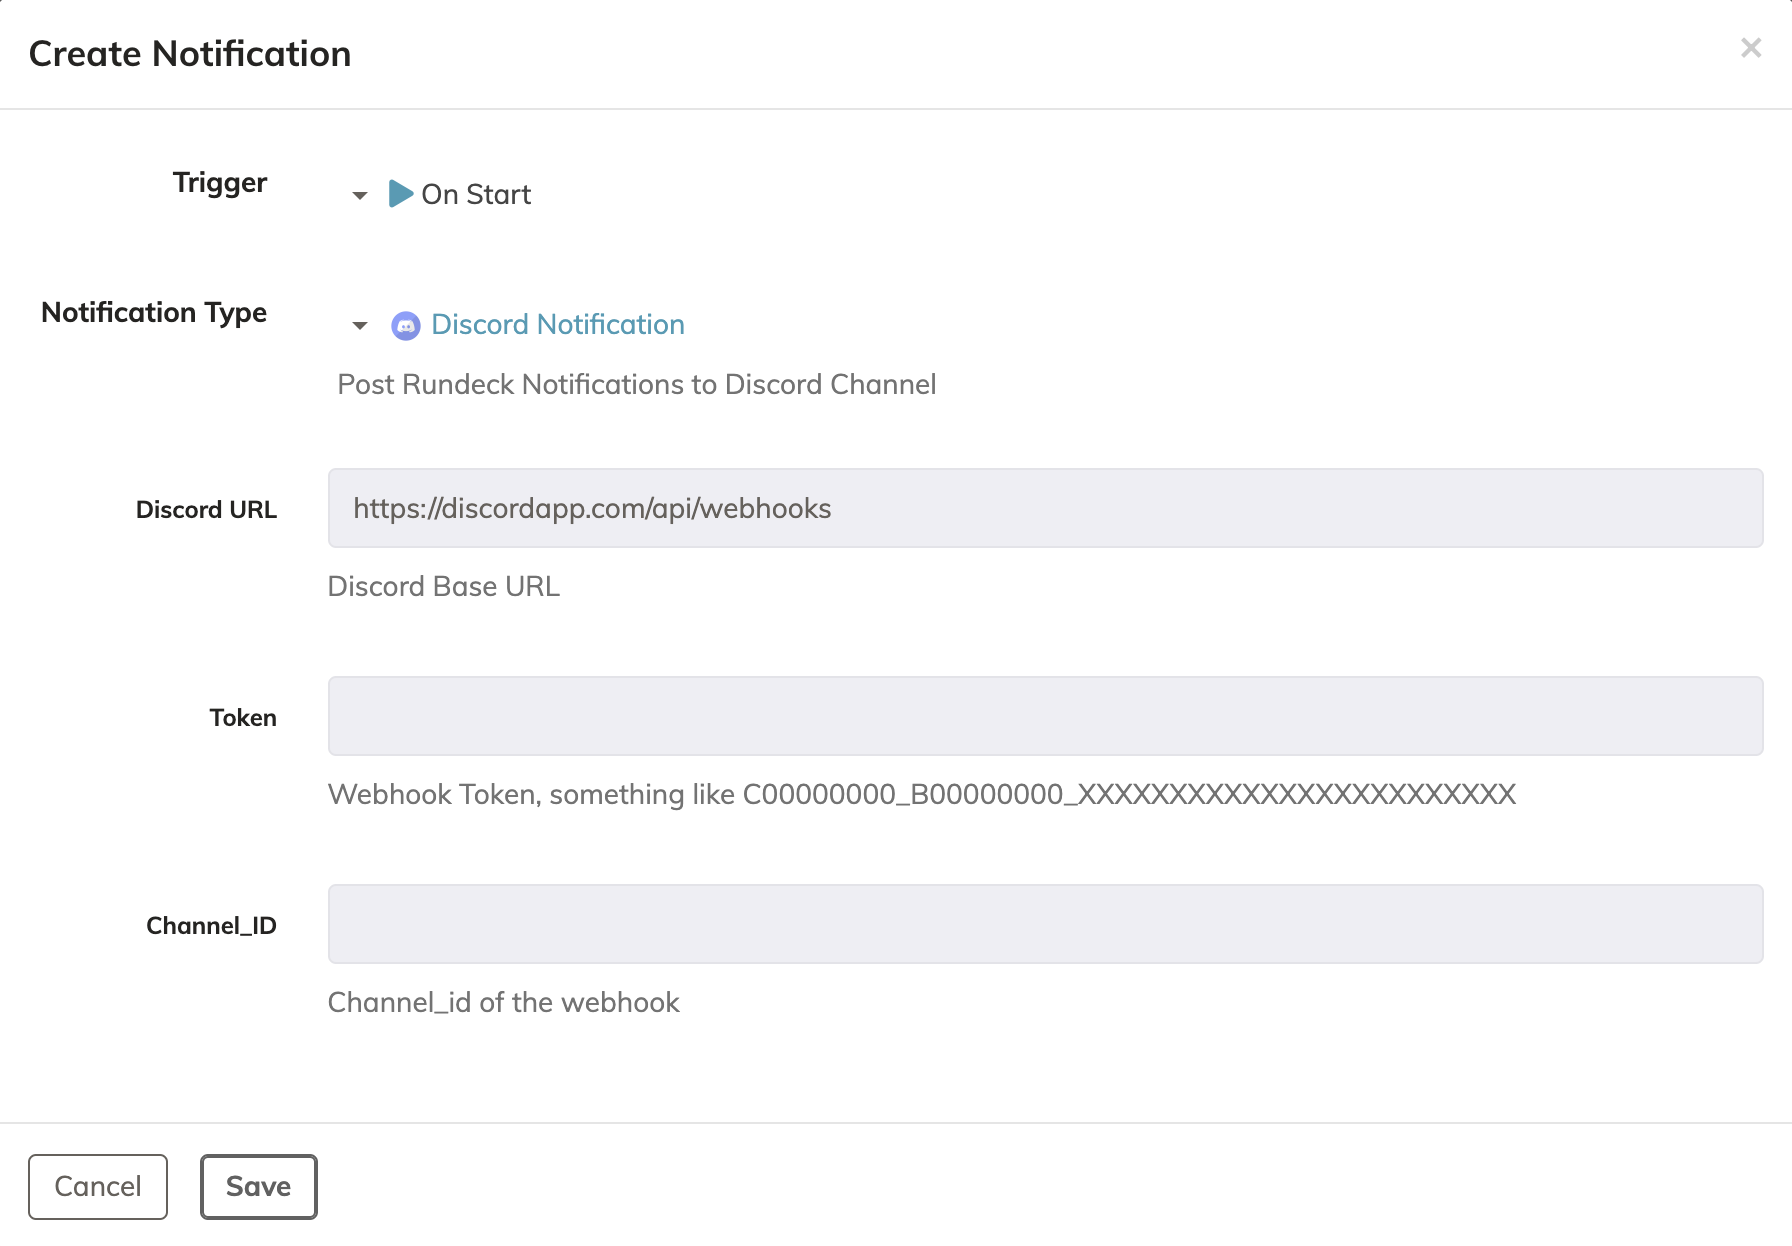 Create Notification
×
Trigger
On Start
Notification Type
Discord Notification
Post Rundeck Notifications to Discord Channel
Discord URL
https://discordapp.com/api/webhooks
Discord Base URL
Token
Webhook Token, something like C00000000_B00000000_XXXXXXXXXXXXXXXXXXXXXXXX
Channel_ID
Channel_id of the webhook
Cancel
Save